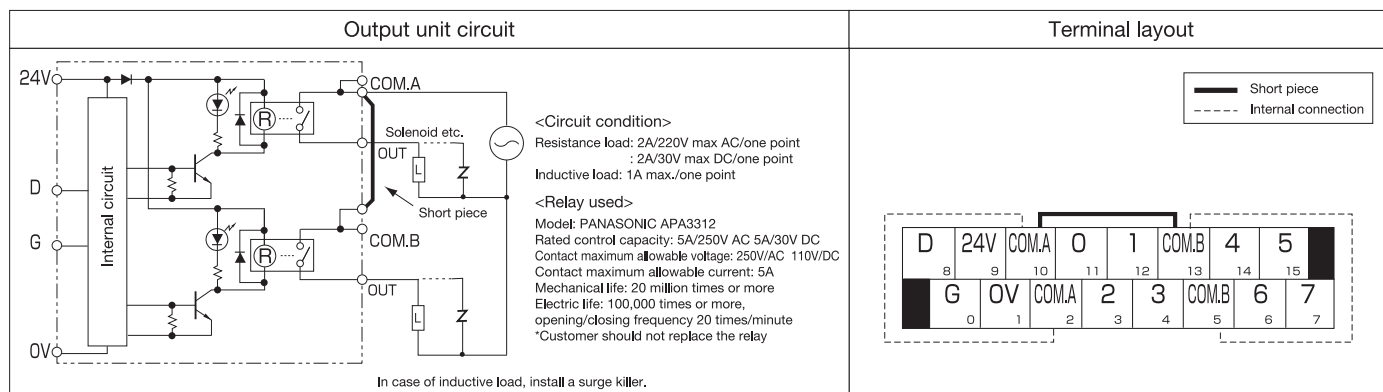 Output unit circuit
Terminal layout
24V
D
G
0V
Internal circuit
R
R
COM.A
Solenoid etc.
OUT
L
Z
Short piece
COM.B
OUT
L
Z
<Circuit condition>
Resistance load: 2A/220V max AC/one point
: 2A/30V max DC/one point
Inductive load: 1A max./one point
<Relay used>
Model: PANASONIC APA3312
Rated control capacity: 5A/250V AC 5A/30V DC
Contact maximum allowable voltage: 250V/AC 110V/DC
Contact maximum allowable current: 5A
Mechanical life: 20 million times or more
Electric life: 100,000 times or more,
opening/closing frequency 20 times/minute
*Customer should not replace the relay
In case of inductive load, install a surge killer.
Short piece
Internal connection
D 24V COM.A 0 1 COM.B 4 5
8 9 10 11 12 13 14 15
G 0V COM.A 2 3 COM.B 6 7
0 1 2 3 4 5 6 7